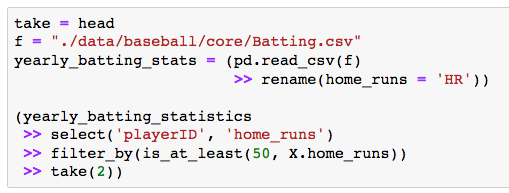 take = head
f = "./data/baseball/core/Batting.csv"
yearly_batting_stats = (pd.read_csv(f)
                        >> rename(home_runs = 'HR'))

(yearly_batting_statistics
 >> select('playerID', 'home_runs')
 >> filter_by(is_at_least(50, X.home_runs))
 >> take(2))